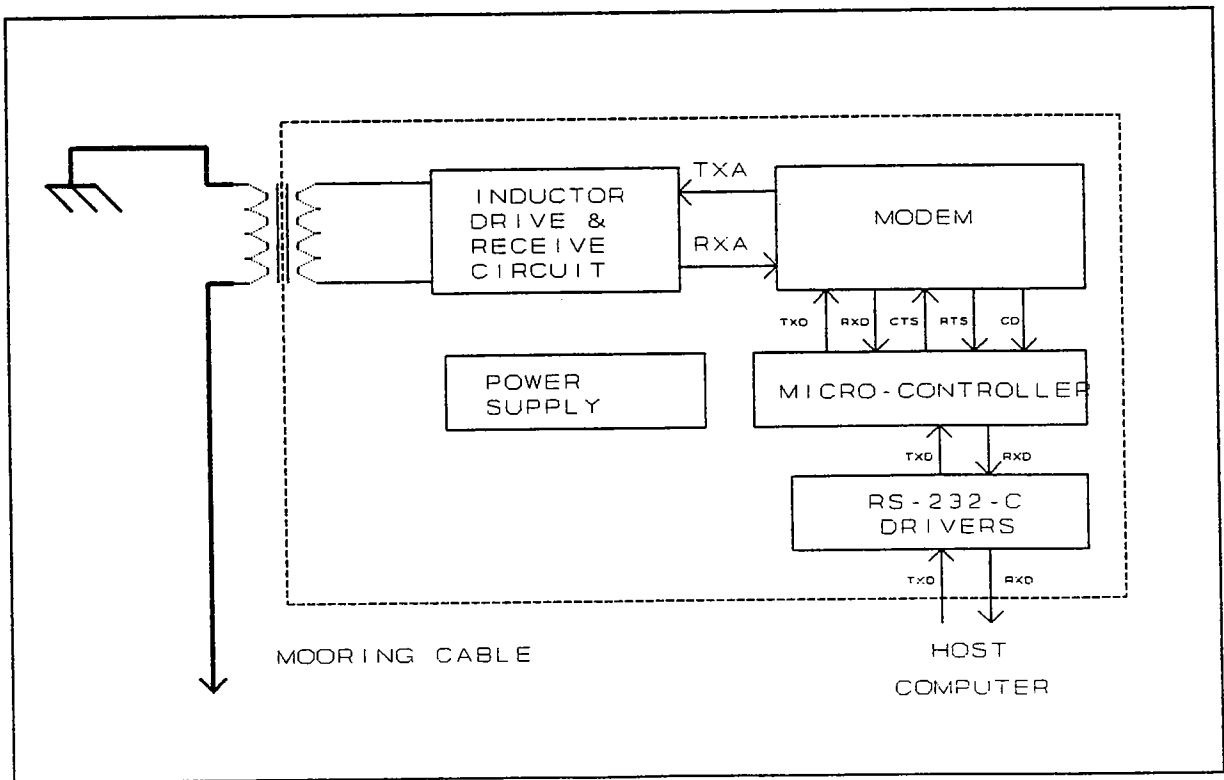 TXA
INDUCTOR
DRIVE &
RECEIVE
CIRCUIT
MODEM
RXA
TXD RXD CTS RTS CD
POWER
SUPPLY
MICRO-CONTROLLER
TXD RXD
RS-232-C
DRIVERS
TXD RXD
MOORING CABLE
HOST
COMPUTER